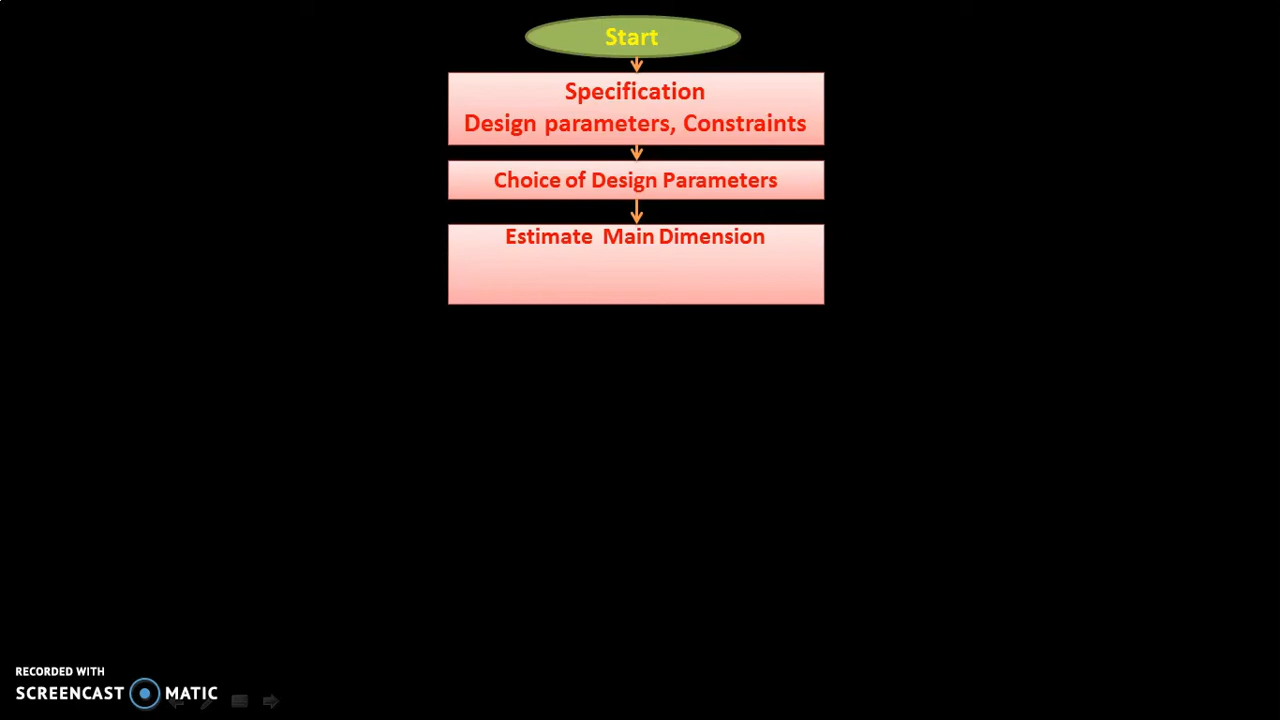 Start
Specification
Design parameters, Constraints
Choice of Design Parameters
Estimate Main Dimension
RECORDED WITH
SCREENCAST MATIC